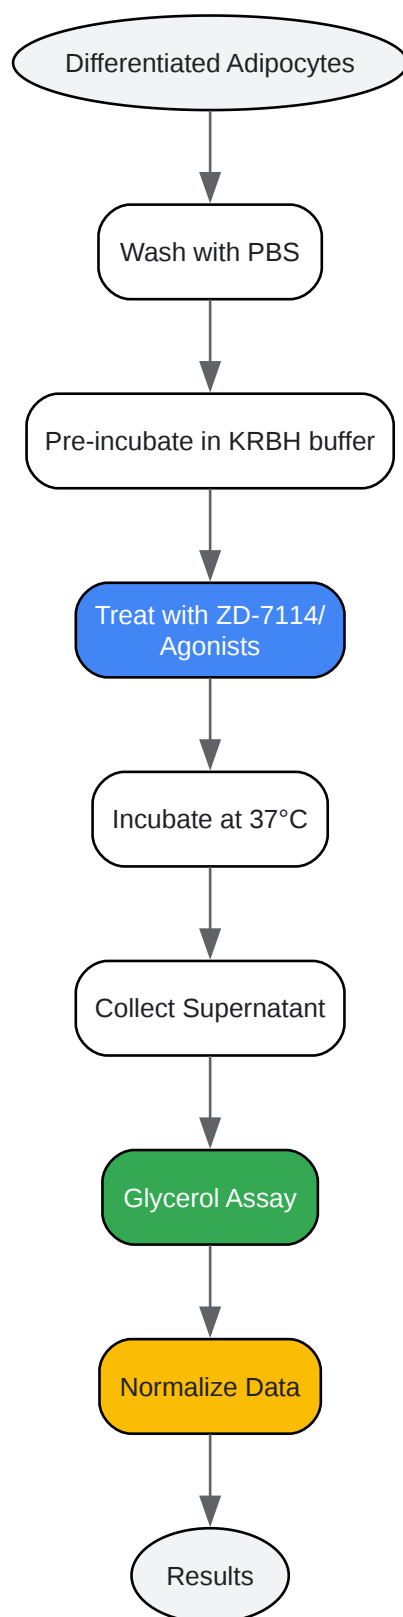 Differentiated Adipocytes
Wash with PBS
Pre-incubate in KRBH buffer
Treat with ZD-7114/
Agonists
Incubate at 37°C
Collect Supernatant
Glycerol Assay
Normalize Data
Results